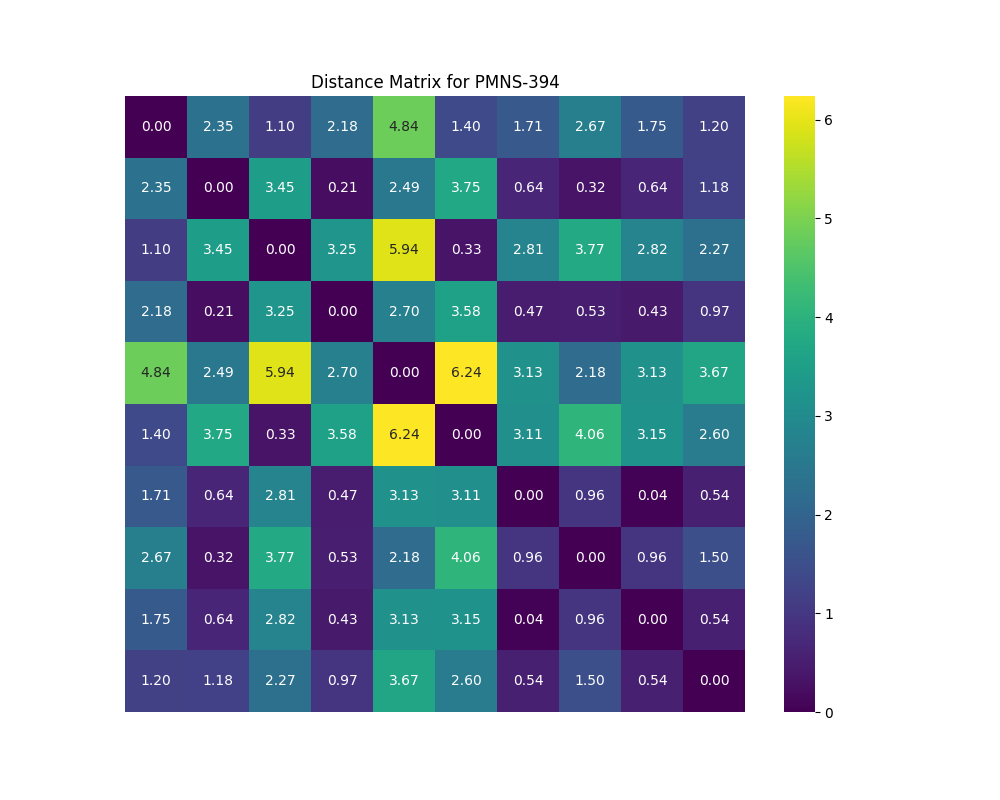 Distance Matrix for PMNS-394
0.00 2.35 1.10 2.18 4.84 1.40 1.71 2.67 1.75 1.20
2.35 0.00 3.45 0.21 2.49 3.75 0.64 0.32 0.64 1.18
1.10 3.45 0.00 3.25 5.94 0.33 2.81 3.77 2.82 2.27
2.18 0.21 3.25 0.00 2.70 3.58 0.47 0.53 0.43 0.97
4.84 2.49 5.94 2.70 0.00 6.24 3.13 2.18 3.13 3.67
1.40 3.75 0.33 3.58 6.24 0.00 3.11 4.06 3.15 2.60
1.71 0.64 2.81 0.47 3.13 3.11 0.00 0.96 0.04 0.54
2.67 0.32 3.77 0.53 2.18 4.06 0.96 0.00 0.96 1.50
1.75 0.64 2.82 0.43 3.13 3.15 0.04 0.96 0.00 0.54
1.20 1.18 2.27 0.97 3.67 2.60 0.54 1.50 0.54 0.00
6
5
4
3
2
1
0